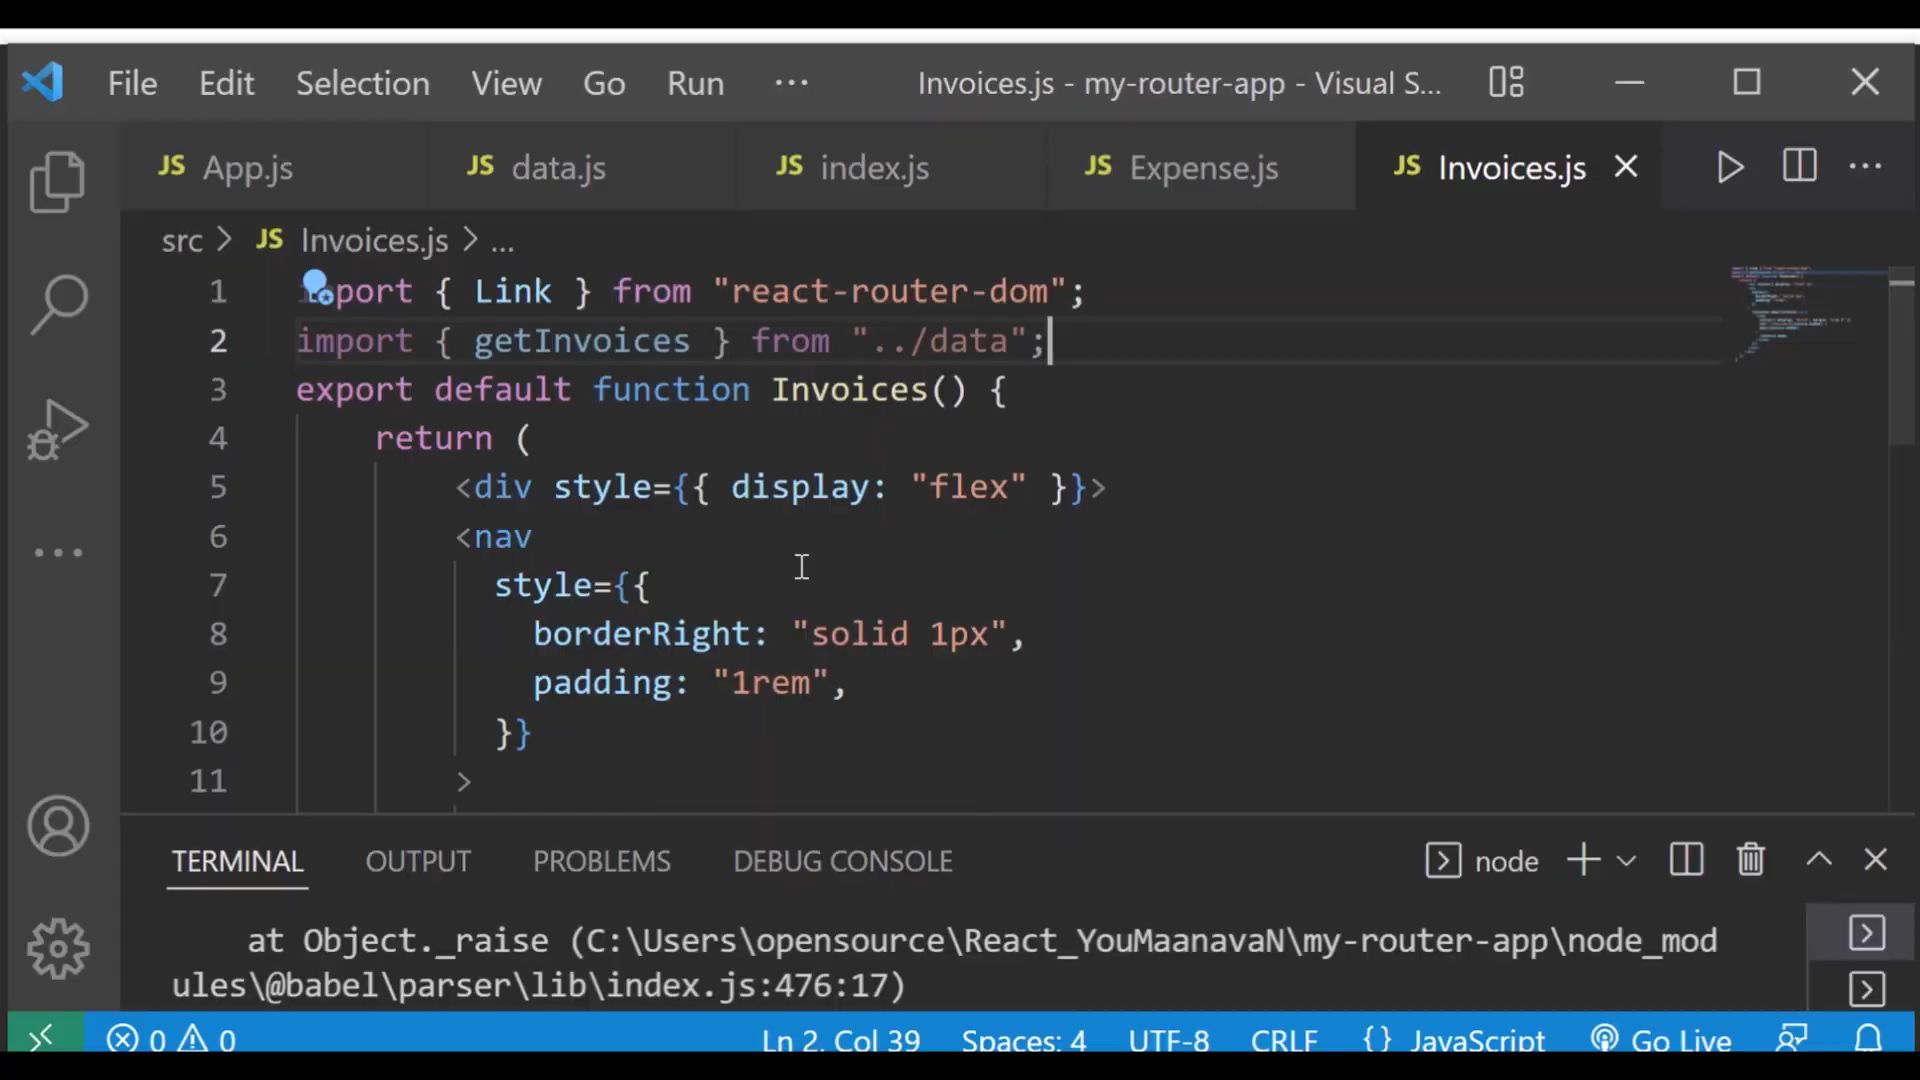 File Edit Selection View Go Run ··· Invoices.js - my-router-app - Visual S...
JS App.js JS data.js JS index.js JS Expense.js JS Invoices.js
src > JS Invoices.js > ...
1 port { Link } from "react-router-dom";
2 import { getInvoices } from "../data";
3 export default function Invoices() {
4 return (
5 <div style={{ display: "flex" }}>
6 <nav
7 style={{
8 borderRight: "solid 1px",
9 padding: "1rem",
10 }}
11 >
TERMINAL OUTPUT PROBLEMS DEBUG CONSOLE node
at Object._raise (C:\Users\opensource\React_YouMaanavaN\my-router-app\node_mod
ules\@babel\parser\lib\index.js:476:17)
0 0 Ln 2, Col 39 Spaces: 4 UTF-8 CRLF {} JavaScript Go Live